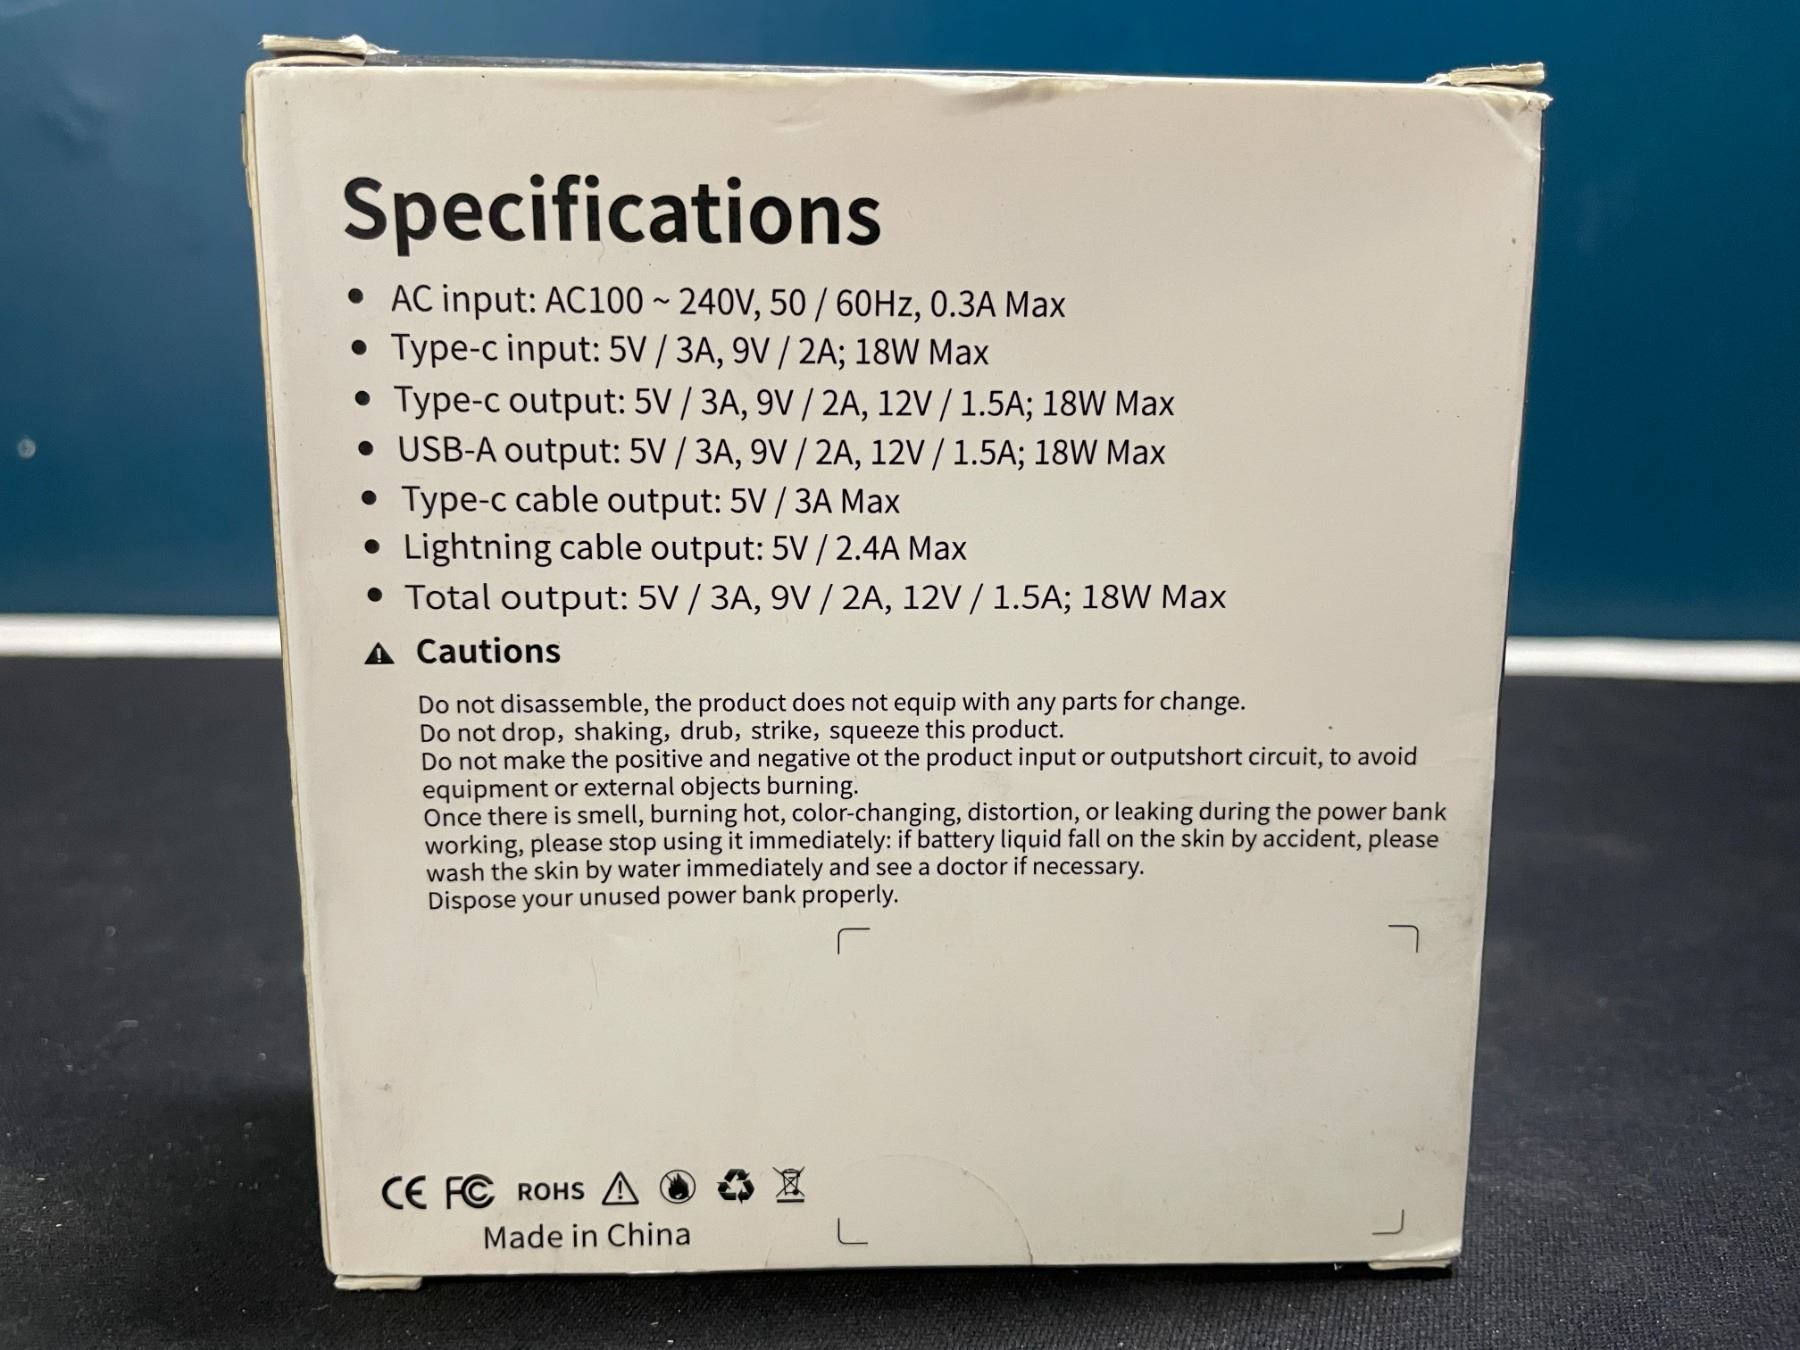 Specifications
• AC input: AC100 ~ 240V, 50 / 60Hz, 0.3A Max
• Type-c input: 5V / 3A, 9V / 2A; 18W Max
• Type-c output: 5V / 3A, 9V / 2A, 12V / 1.5A; 18W Max
• USB-A output: 5V / 3A, 9V / 2A, 12V / 1.5A; 18W Max
• Type-c cable output: 5V / 3A Max
• Lightning cable output: 5V / 2.4A Max
• Total output: 5V / 3A, 9V / 2A, 12V / 1.5A; 18W Max
Cautions
Do not disassemble, the product does not equip with any parts for change.
Do not drop, shaking, drub, strike, squeeze this product.
Do not make the positive and negative ot the product input or outputshort circuit, to avoid
equipment or external objects burning.
Once there is smell, burning hot, color-changing, distortion, or leaking during the power bank
working, please stop using it immediately: if battery liquid fall on the skin by accident, please
wash the skin by water immediately and see a doctor if necessary.
Dispose your unused power bank properly.
CE FC ROHS
Made in China